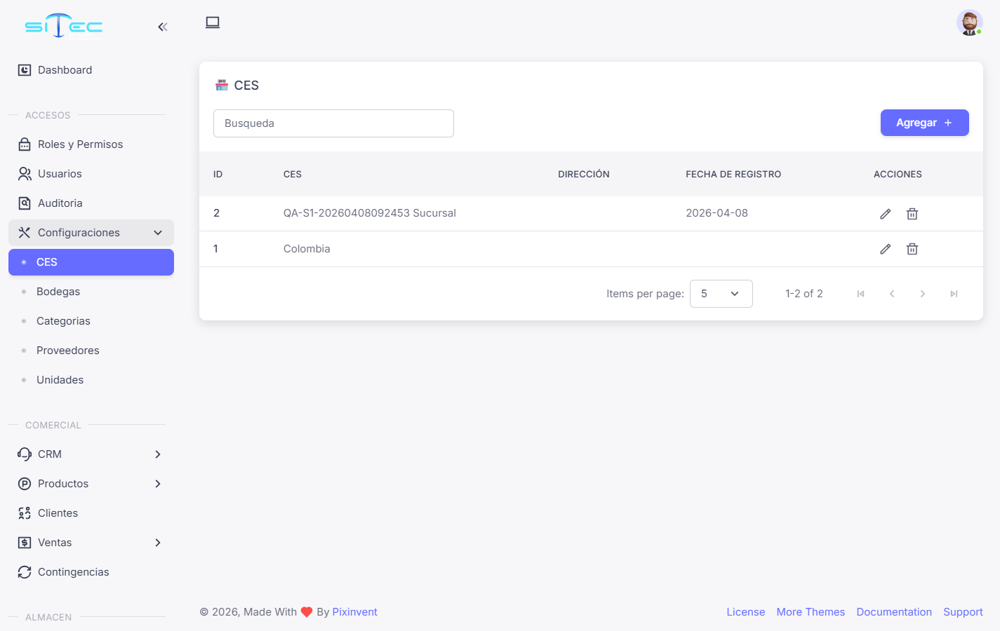 SITEC
Dashboard
ACCESOS
Roles y Permisos
Usuarios
Auditoria
Configuraciones
CES
Bodegas
Categorias
Proveedores
Unidades
COMERCIAL
CRM
Productos
Clientes
Ventas
Contingencias
ALMACEN
CES
Busqueda
Agregar +
ID CES DIRECCIÓN FECHA DE REGISTRO ACCIONES
2 QA-S1-20260408092453 Sucursal 2026-04-08
1 Colombia
Items per page: 5 1-2 of 2
© 2026, Made With ❤ By Pixinvent
License More Themes Documentation Support